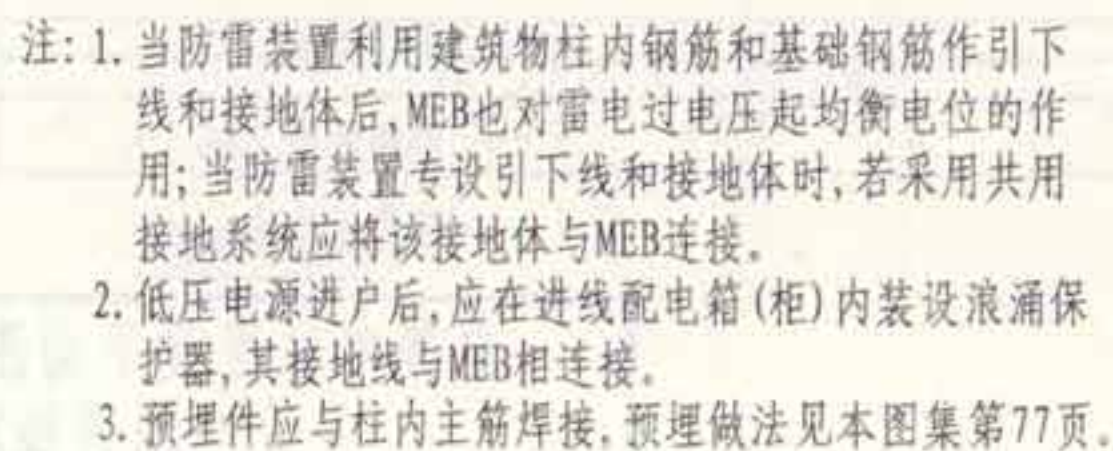 注: 1. 当防雷装置利用建筑物柱内钢筋和基础钢筋作引下
线和接地体后,MEB也对雷电过电压起均衡电位的作
用; 当防雷装置专设引下线和接地体时,若采用共用
接地系统应将该接地体与MEB连接。
2. 低压电源进户后,应在进线配电箱(柜)内装设浪涌保
护器,其接地线与MEB相连接。
3. 预埋件应与柱内主筋焊接,预埋做法见本图集第77页。